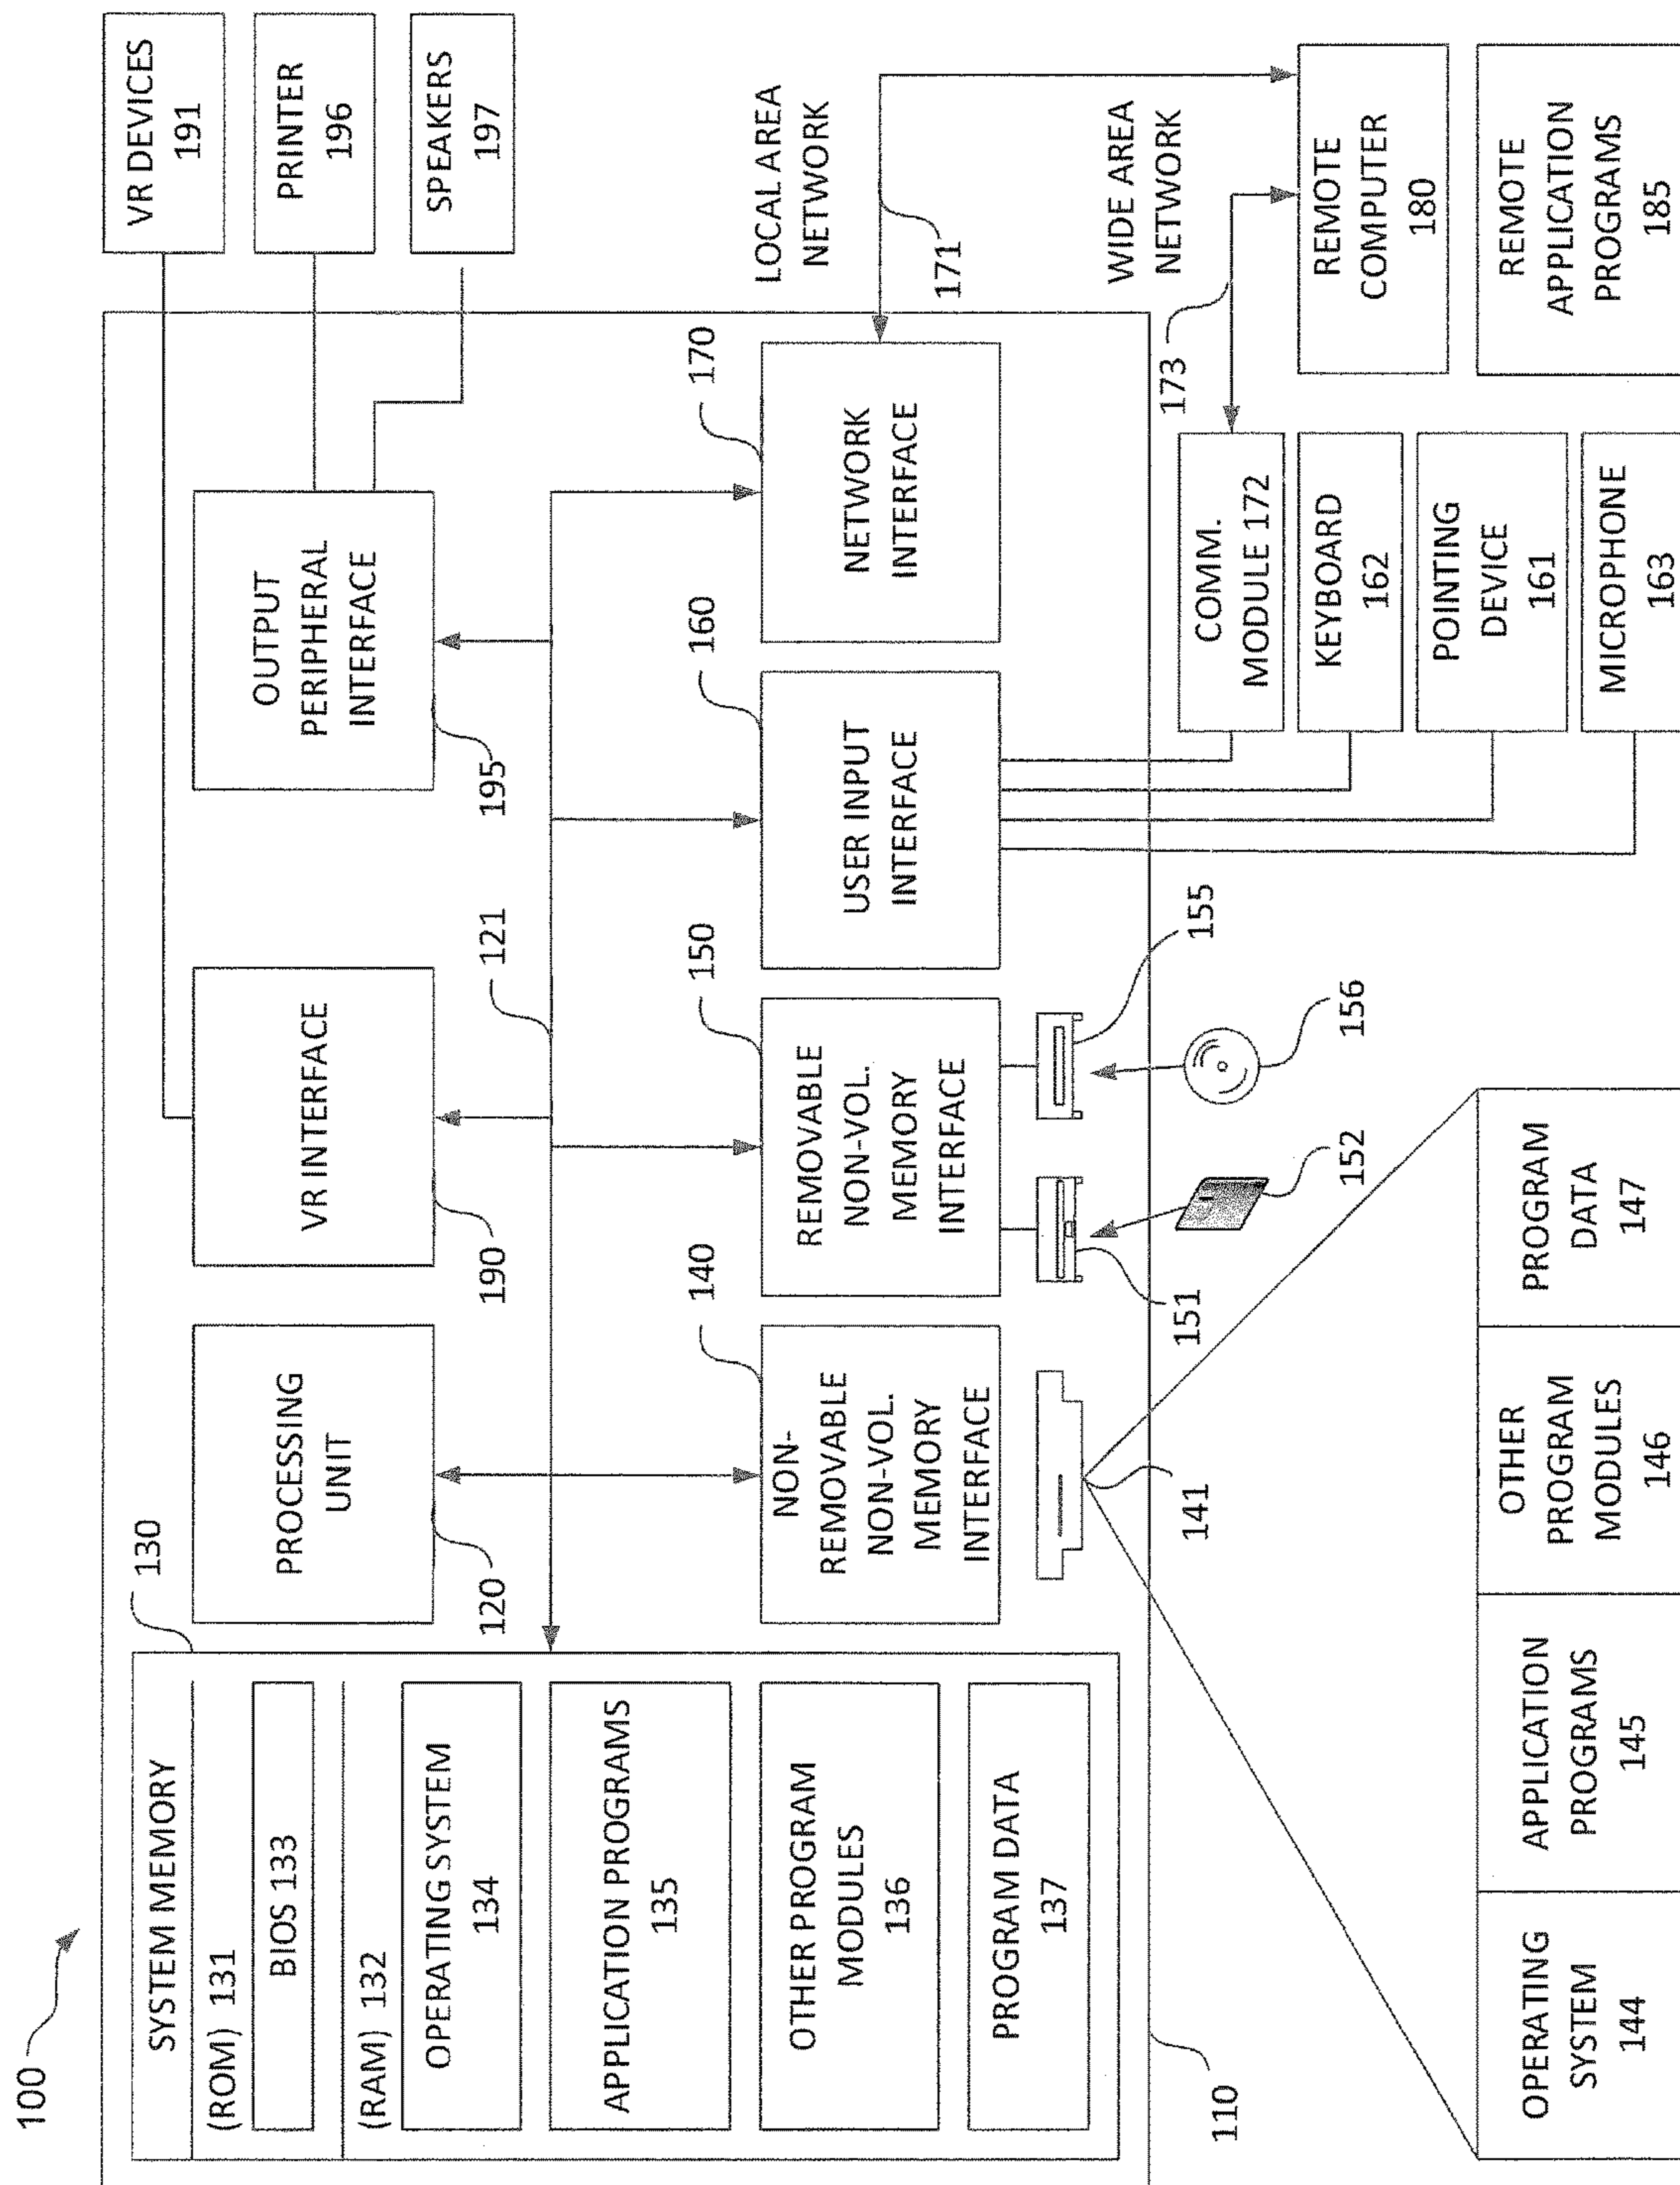 100
SYSTEM MEMORY
130
(ROM) 131
BIOS 133
(RAM) 132
OPERATING SYSTEM
134
APPLICATION PROGRAMS
135
OTHER PROGRAM
MODULES
136
PROGRAM DATA
137
110
PROCESSING
UNIT
120
VR INTERFACE
190
121
OUTPUT
PERIPHERAL
INTERFACE
195
VR DEVICES
191
PRINTER
196
SPEAKERS
197
140
NON-
REMOVABLE
NON-VOL.
MEMORY
INTERFACE
150
REMOVABLE
NON-VOL.
MEMORY
INTERFACE
160
USER INPUT
INTERFACE
170
NETWORK
INTERFACE
LOCAL AREA
NETWORK
171
WIDE AREA
NETWORK
173
141
151
152
155
156
COMM.
MODULE 172
KEYBOARD
162
POINTING
DEVICE
161
MICROPHONE
163
REMOTE
COMPUTER
180
REMOTE
APPLICATION
PROGRAMS
185
OPERATING
SYSTEM
144
APPLICATION
PROGRAMS
145
OTHER
PROGRAM
MODULES
146
PROGRAM
DATA
147